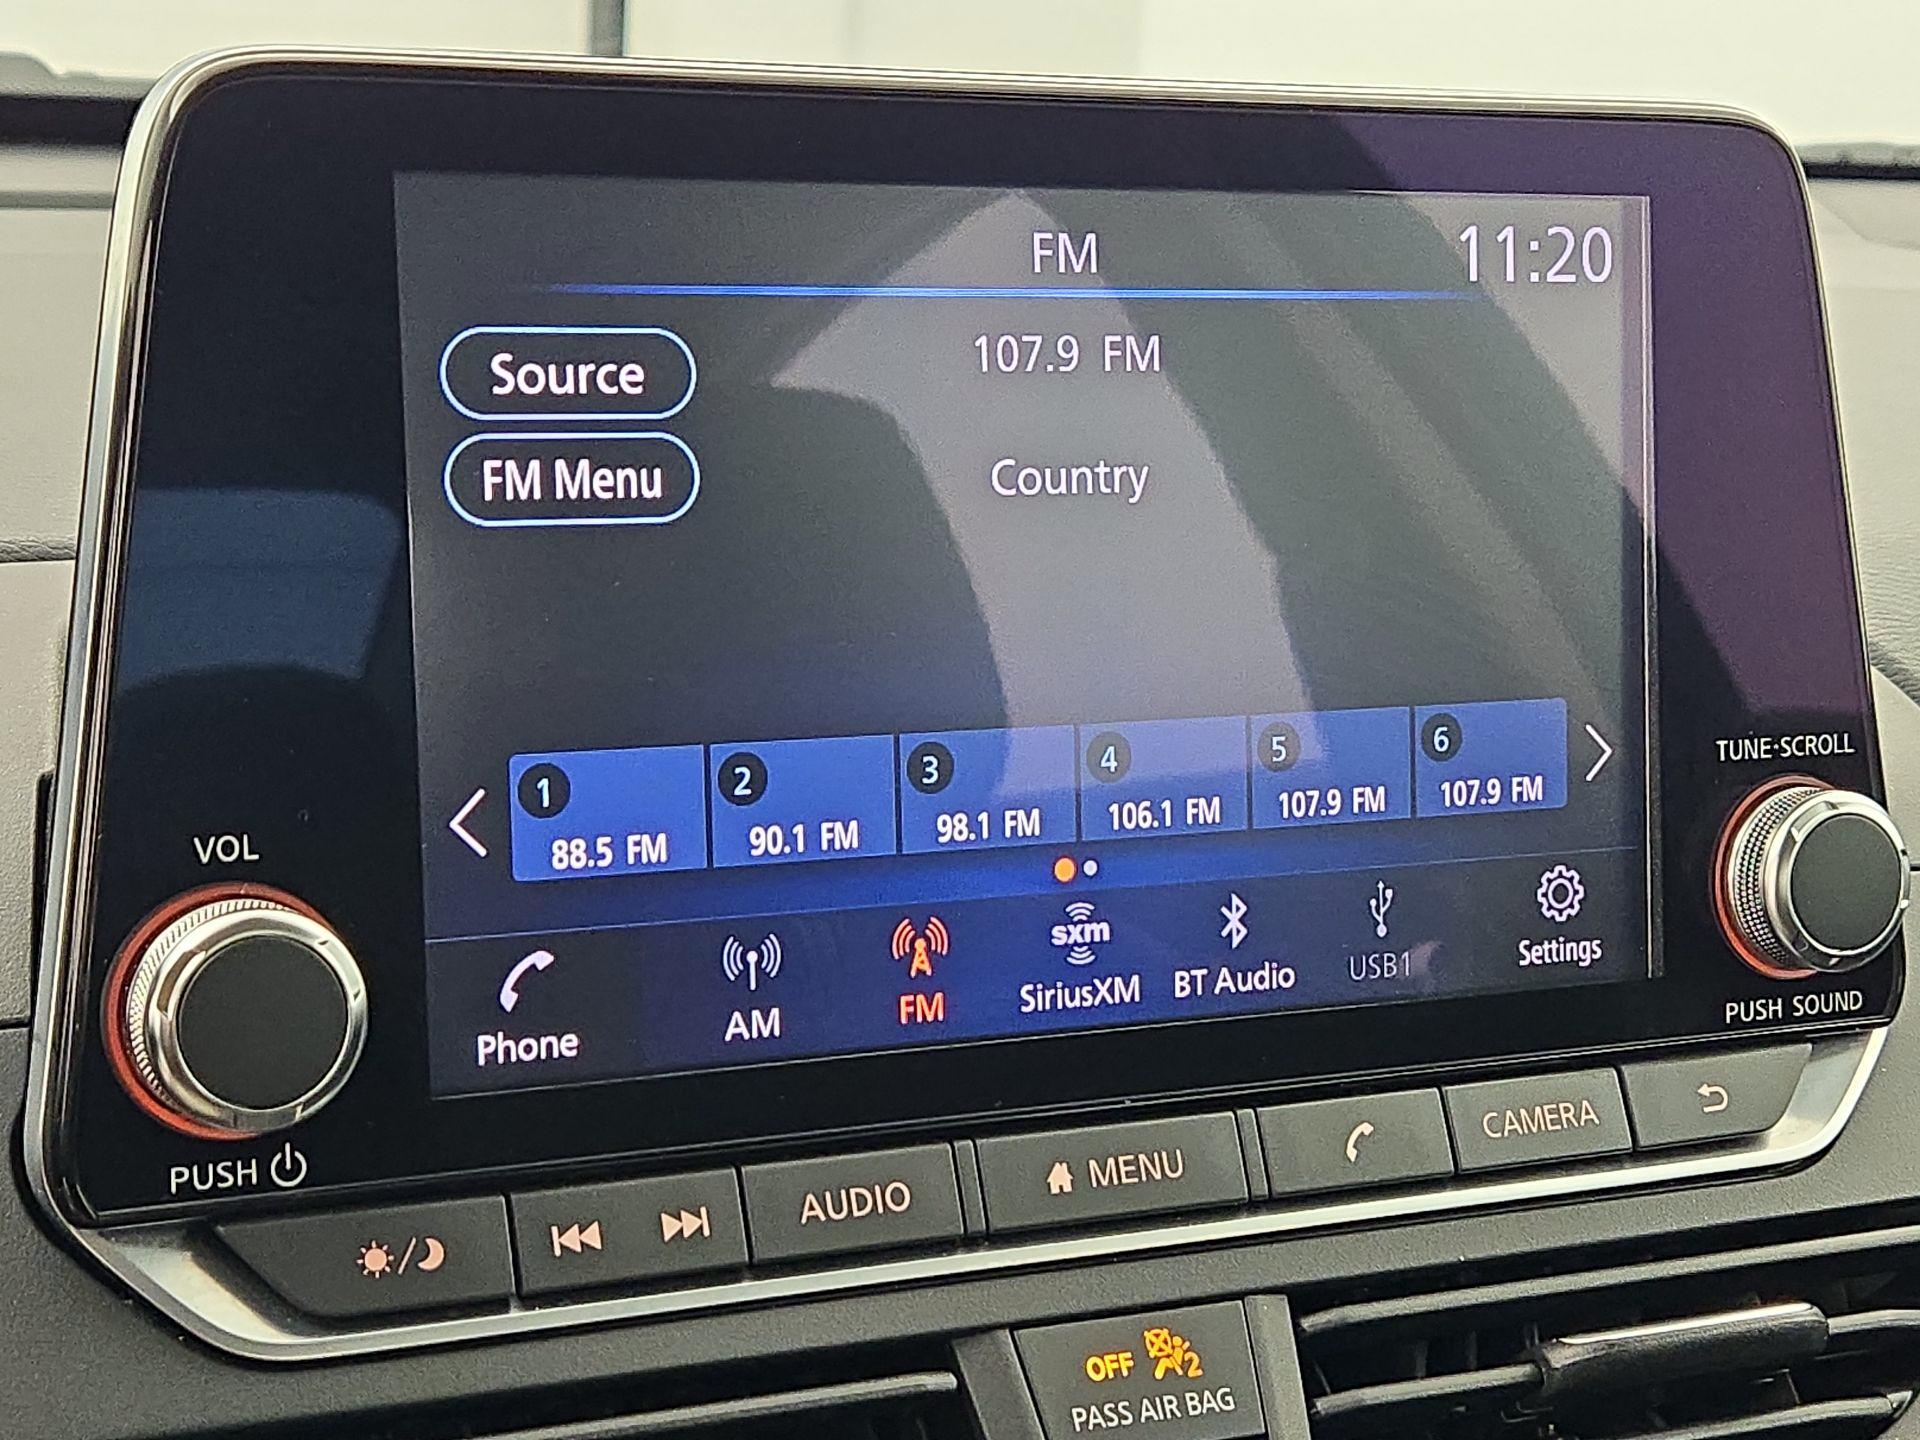 FM
11:20
Source
107.9 FM
FM Menu
Country
1
88.5 FM
2
90.1 FM
3
98.1 FM
4
106.1 FM
5
107.9 FM
6
107.9 FM
Phone
AM
FM
sxm
SiriusXM
BT Audio
USB1
Settings
VOL
PUSH
TUNE·SCROLL
PUSH SOUND
AUDIO
MENU
CAMERA
OFF
2
PASS AIR BAG